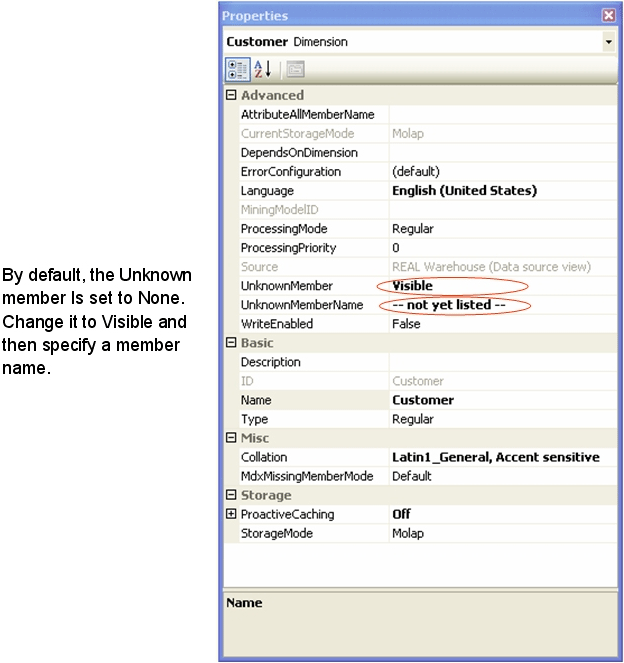 Properties
Customer Dimension
A
Z
Advanced
AttributeAllMemberName
CurrentStorageMode Molap
DependsOnDimension
ErrorConfiguration (default)
Language English (United States)
MiningModelID
ProcessingMode Regular
ProcessingPriority 0
Source REAL Warehouse (Data source view)
UnknownMember Visible
UnknownMemberName -- not yet listed --
WriteEnabled False
Basic
Description
ID Customer
Name Customer
Type Regular
Misc
Collation Latin1_General, Accent sensitive
MdxMissingMemberMode Default
Storage
ProactiveCaching Off
StorageMode Molap
Name
By default, the Unknown
member Is set to None.
Change it to Visible and
then specify a member
name.